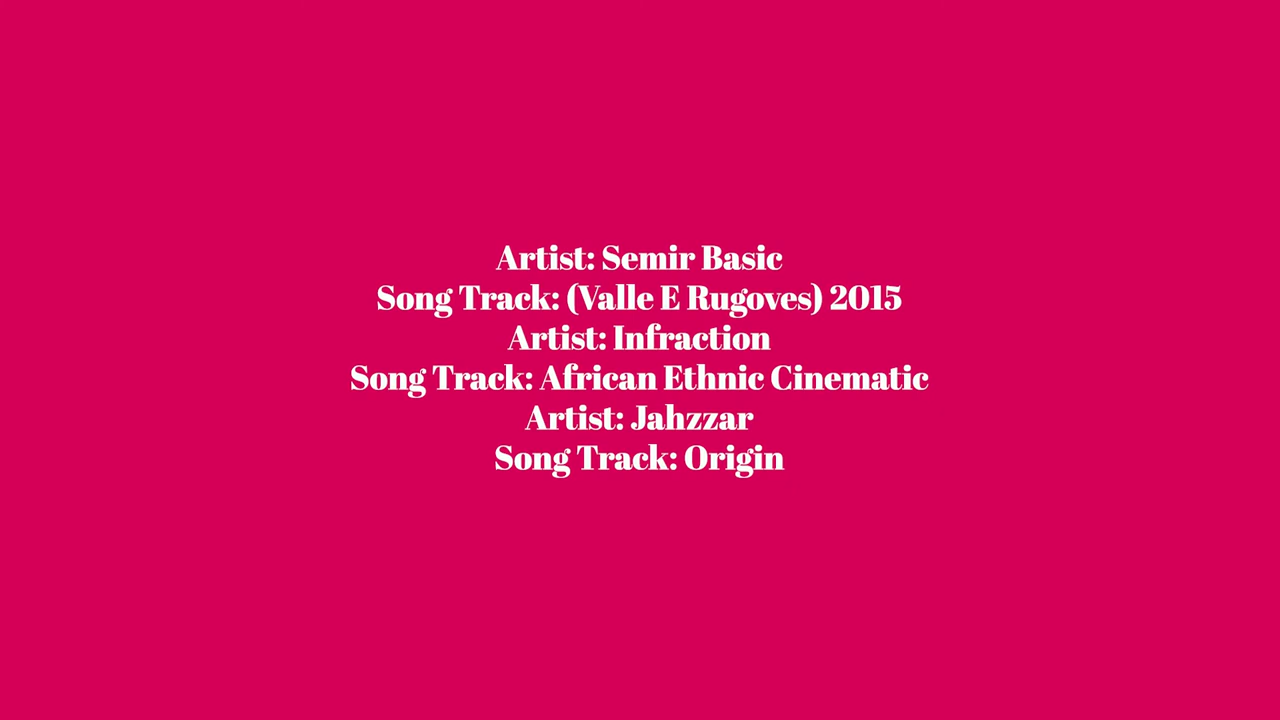 Artist: Semir Basic
Song Track: (Valle E Rugoves) 2015
Artist: Infraction
Song Track: African Ethnic Cinematic
Artist: Jahzzar
Song Track: Origin